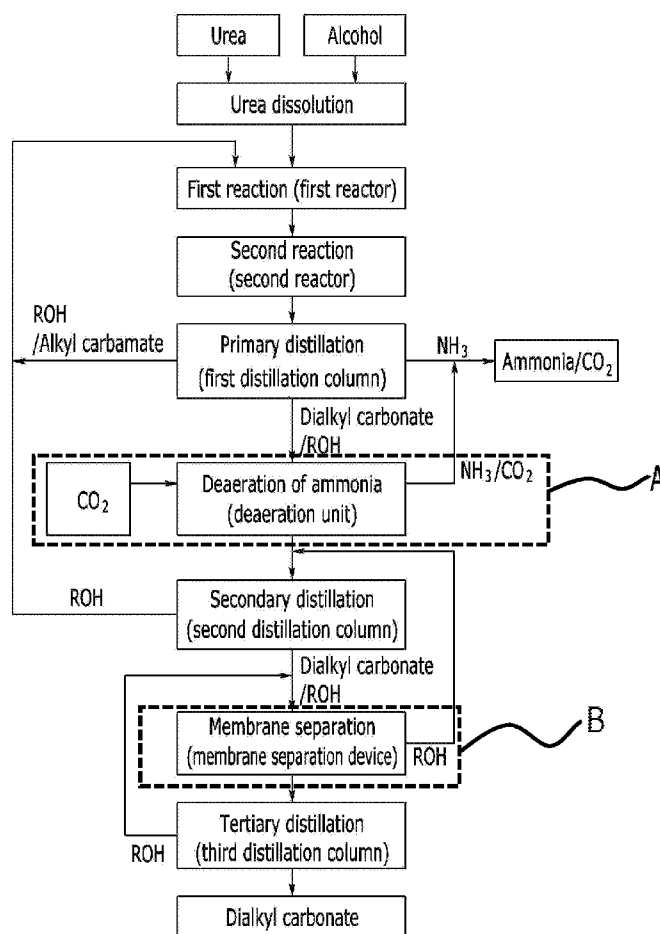 Urea
Alcohol
Urea dissolution
First reaction (first reactor)
Second reaction
(second reactor)
ROH
/Alkyl carbamate
Primary distillation
(first distillation column)
NH₃
Ammonia/CO₂
Dialkyl carbonate
/ROH
CO₂
Deaeration of ammonia
(deaeration unit)
NH₃/CO₂
A
ROH
Secondary distillation
(second distillation column)
Dialkyl carbonate
/ROH
Membrane separation
(membrane separation device)
ROH
B
Tertiary distillation
(third distillation column)
ROH
Dialkyl carbonate